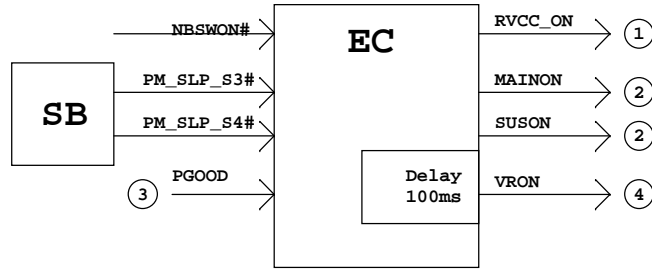 NBSWON#
EC
RVCC_ON
1
SB
PM_SLP_S3#
MAINON
2
PM_SLP_S4#
SUSON
2
3
PGOOD
Delay
100ms
VRON
4